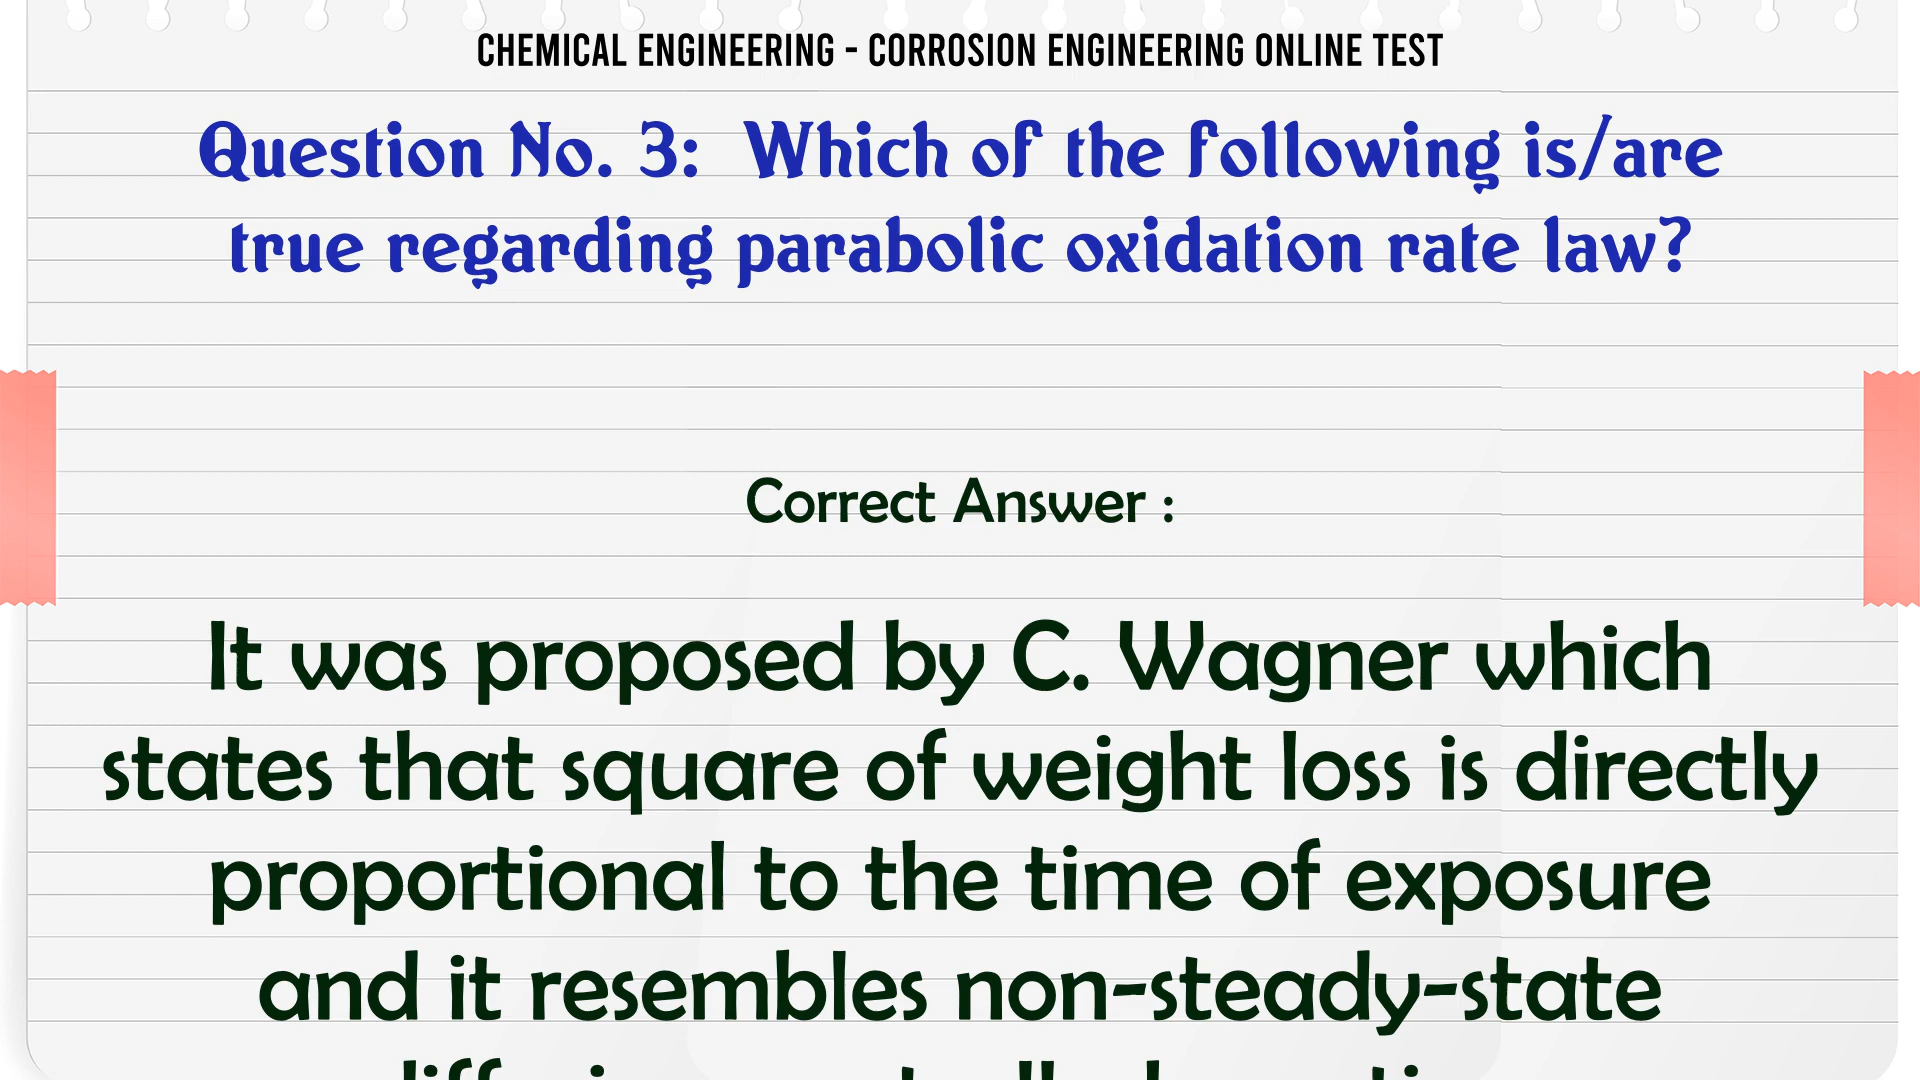 CHEMICAL ENGINEERING - CORROSION ENGINEERING ONLINE TEST
Question No. 3: Which of the following is/are
true regarding parabolic oxidation rate law?
Correct Answer :
It was proposed by C. Wagner which
states that square of weight loss is directly
proportional to the time of exposure
and it resembles non-steady-state